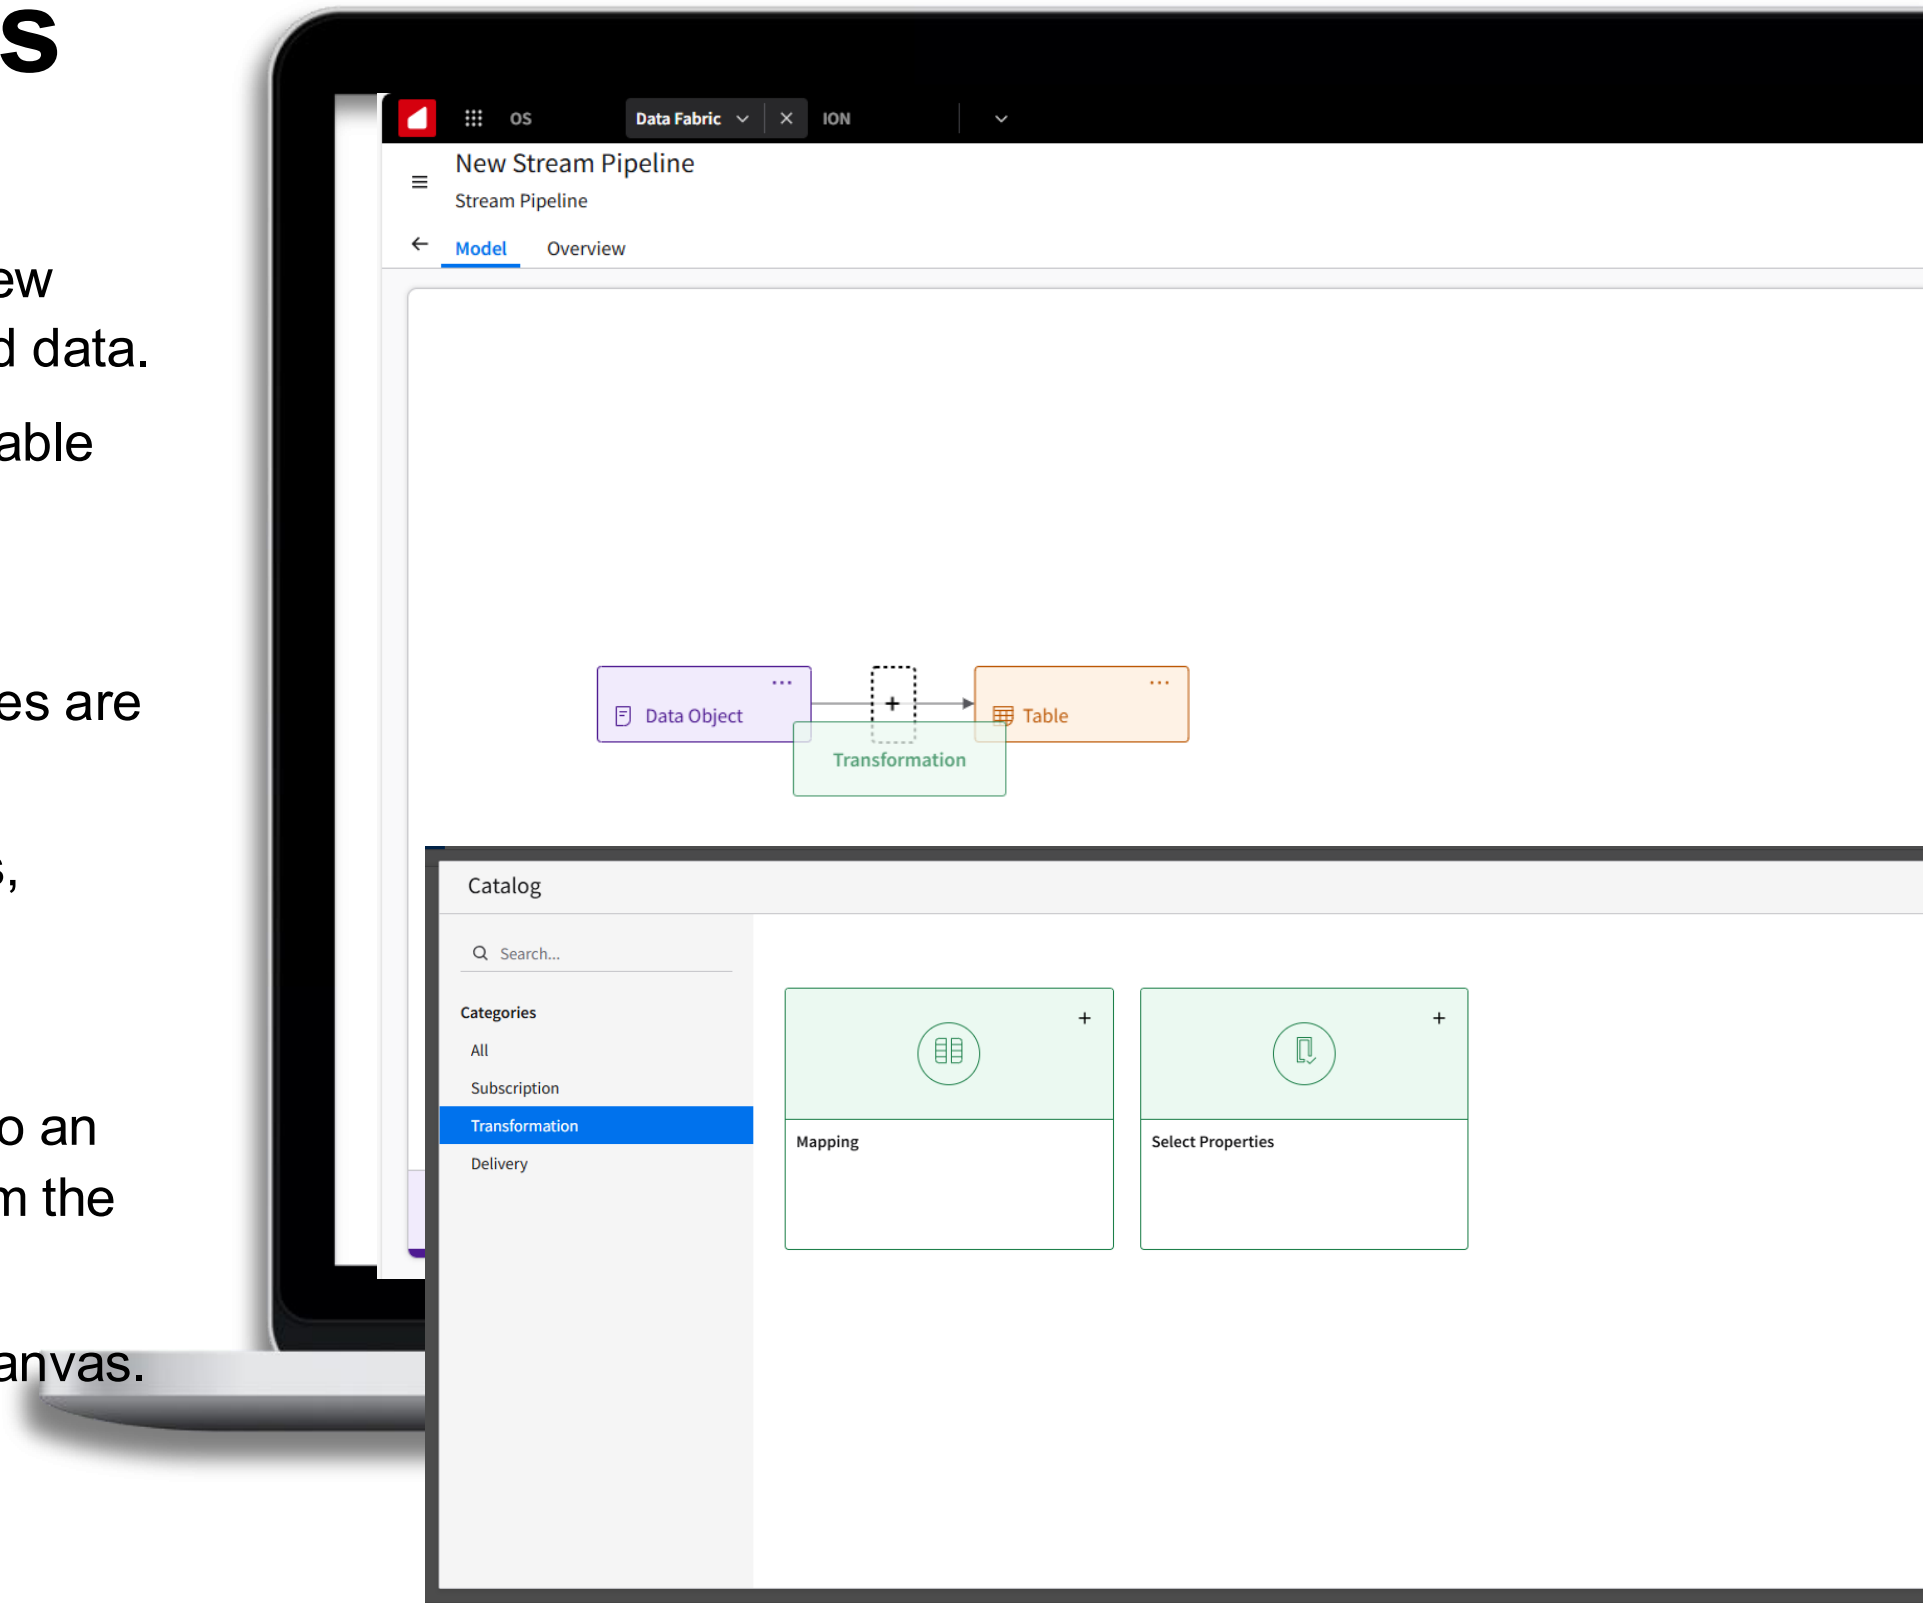 s
ew
d data.
able
es are
s,
o an
m the
anvas.
OS Data Fabric ION
New Stream Pipeline
Stream Pipeline
Model Overview
Data Object
+
Table
Transformation
Catalog
Search...
Categories
All
Subscription
Transformation
Delivery
+
Mapping
+
Select Properties